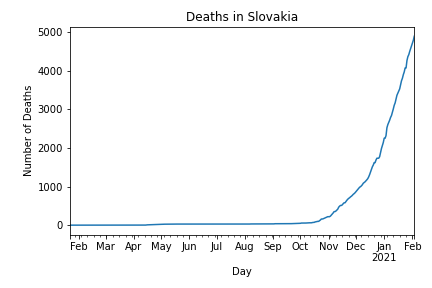 Deaths in Slovakia
5000
4000
3000
2000
1000
0
Number of Deaths
Feb Mar Apr May Jun Jul Aug Sep Oct Nov Dec Jan Feb
2021
Day